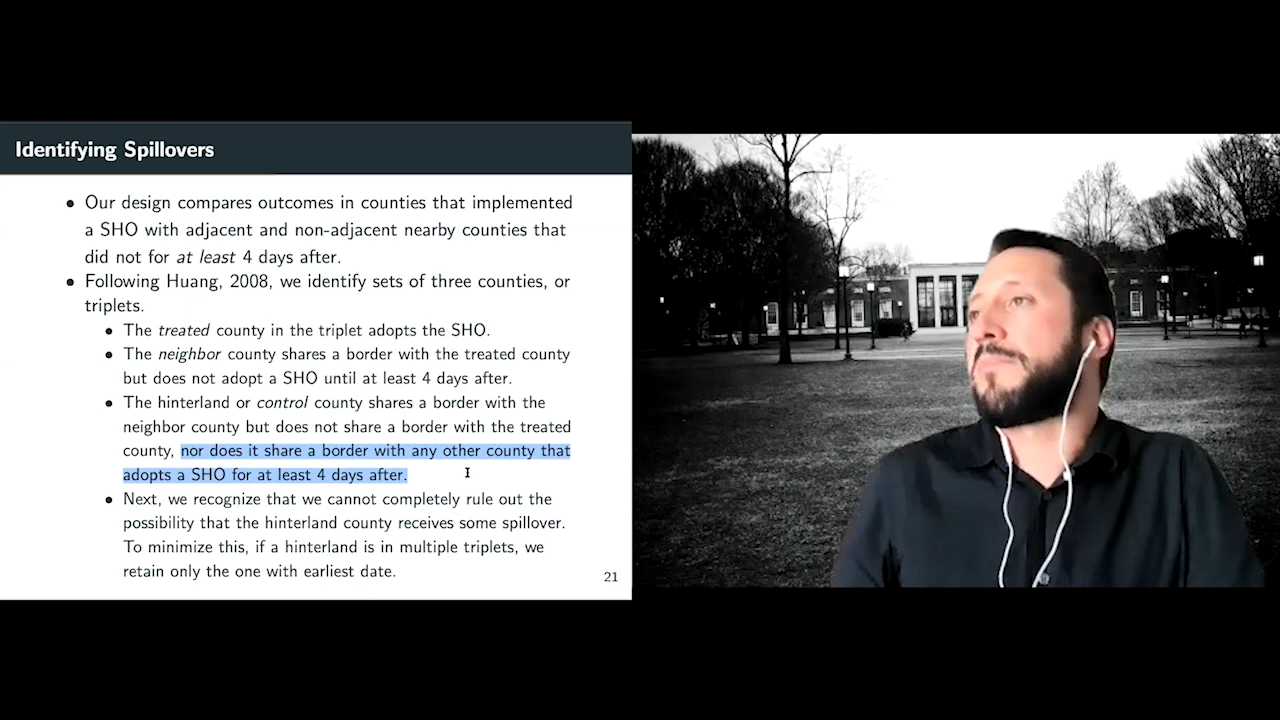 Identifying Spillovers
• Our design compares outcomes in counties that implemented
a SHO with adjacent and non-adjacent nearby counties that
did not for at least 4 days after.
• Following Huang, 2008, we identify sets of three counties, or
triplets.
• The treated county in the triplet adopts the SHO.
• The neighbor county shares a border with the treated county
but does not adopt a SHO until at least 4 days after.
• The hinterland or control county shares a border with the
neighbor county but does not share a border with the treated
county, nor does it share a border with any other county that
adopts a SHO for at least 4 days after.
• Next, we recognize that we cannot completely rule out the
possibility that the hinterland county receives some spillover.
To minimize this, if a hinterland is in multiple triplets, we
retain only the one with earliest date.
21